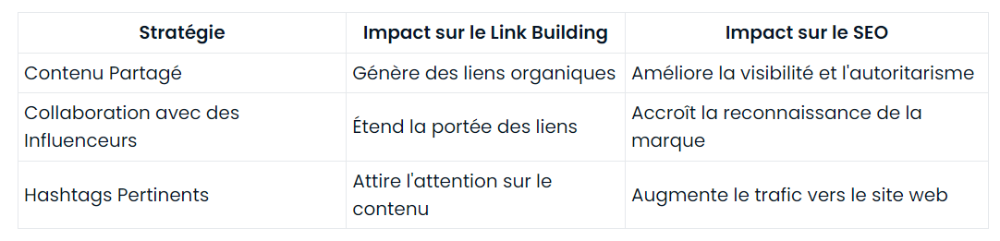 Stratégie Impact sur le Link Building Impact sur le SEO
Contenu Partagé Génère des liens organiques Améliore la visibilité et l'autoritarisme
Collaboration avec des
Influenceurs
Étend la portée des liens
Accroît la reconnaissance de la
marque
Hashtags Pertinents
Attire l'attention sur le
contenu
Augmente le trafic vers le site web